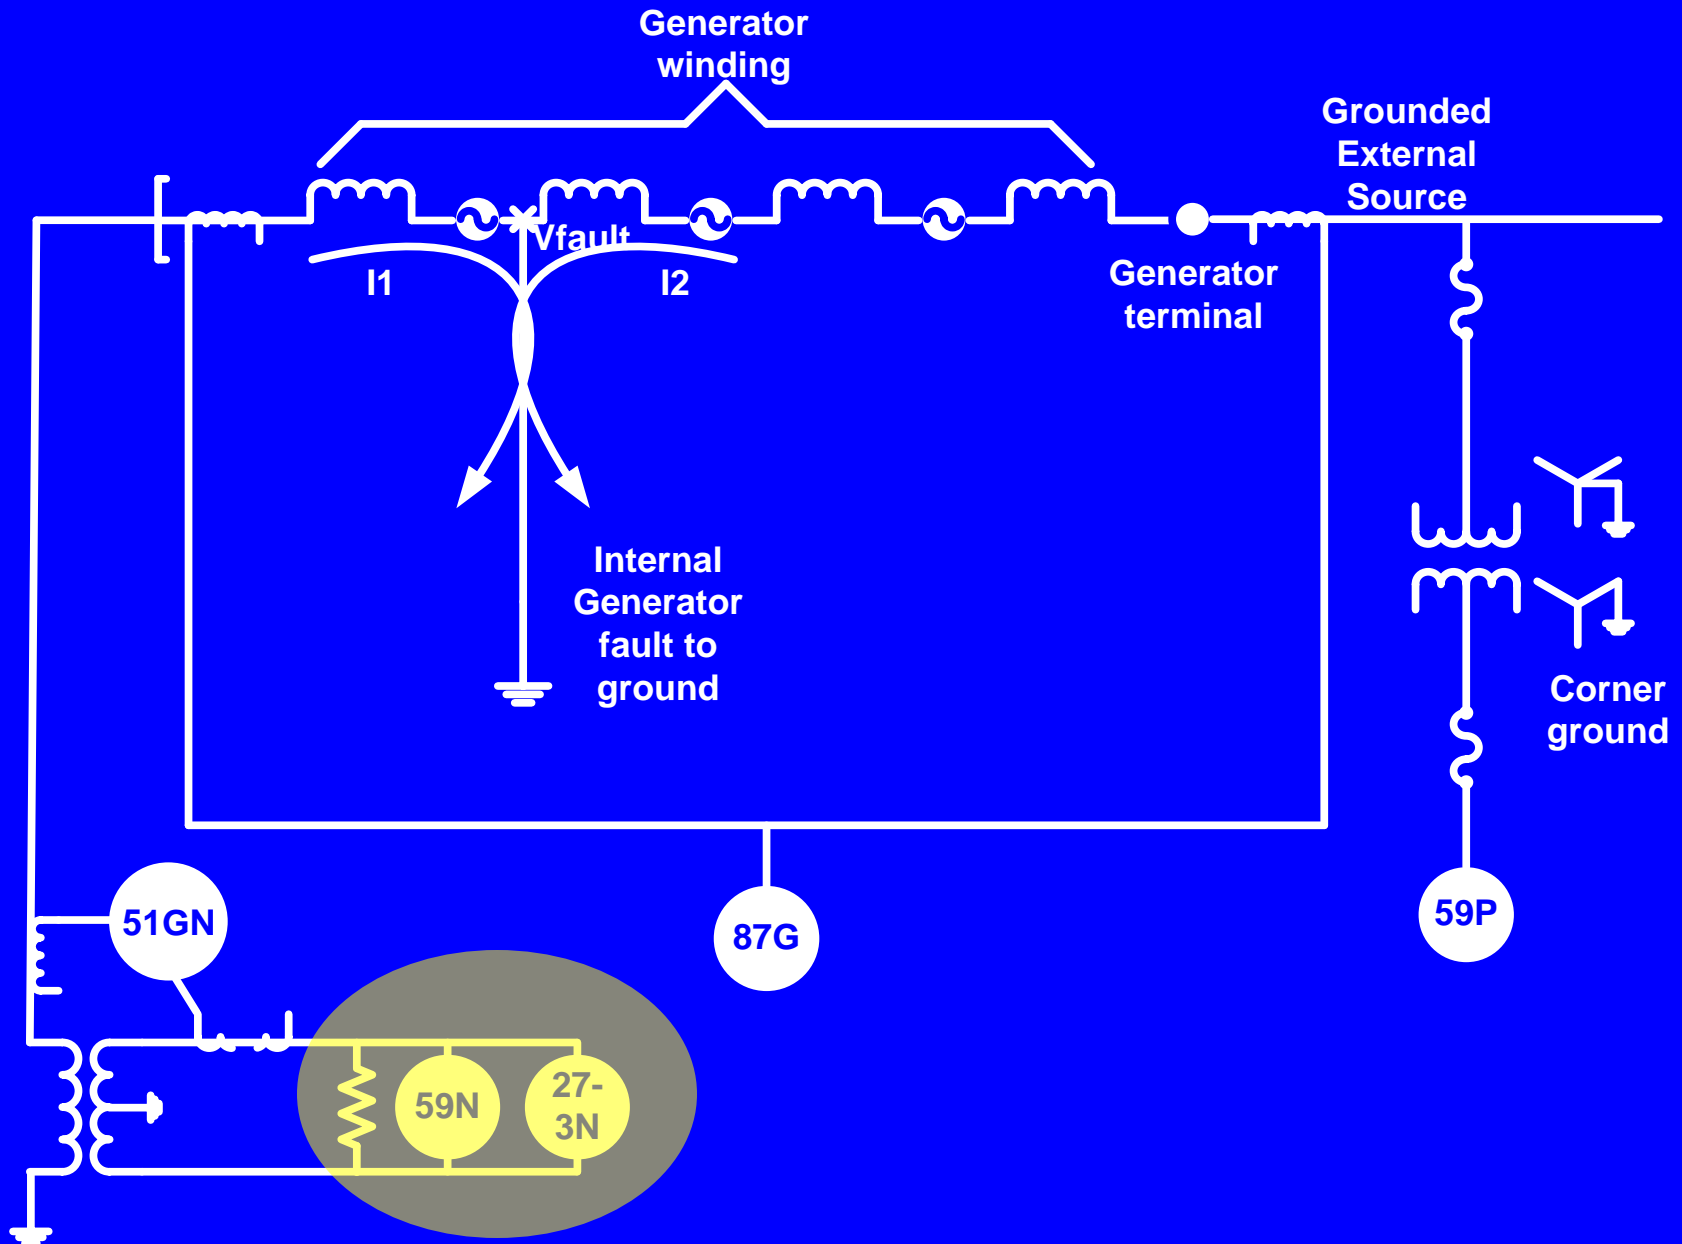 Generator
winding
Grounded
External
Source
Vfault
I1
I2
Generator
terminal
Internal
Generator
fault to
ground
Corner
ground
51GN
87G
59P
59N
27-
3N